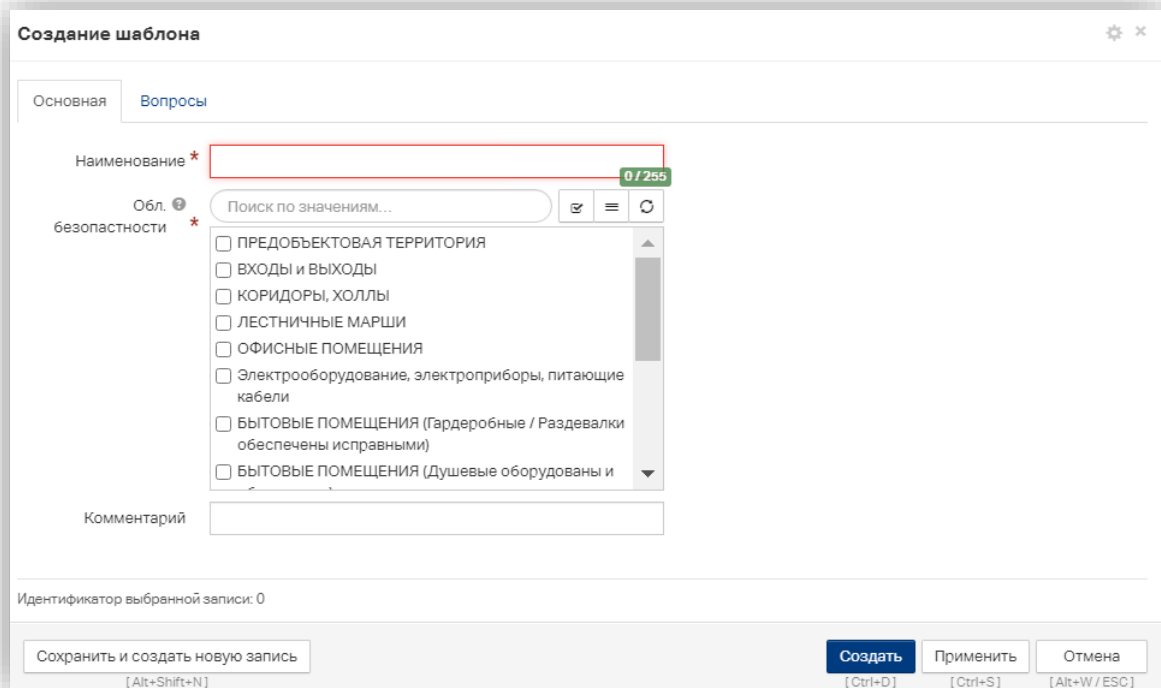 Создание шаблона
Основная Вопросы
Наименование *
0 / 255
Обл.
безопастности *
Поиск по значениям...
ПРЕДОБЪЕКТОВАЯ ТЕРРИТОРИЯ
ВХОДЫ и ВЫХОДЫ
КОРИДОРЫ, ХОЛЛЫ
ЛЕСТНИЧНЫЕ МАРШИ
ОФИСНЫЕ ПОМЕЩЕНИЯ
Электрооборудование, электроприборы, питающие
кабели
БЫТОВЫЕ ПОМЕЩЕНИЯ (Гардеробные / Раздевалки
обеспечены исправными)
БЫТОВЫЕ ПОМЕЩЕНИЯ (Душевые оборудованы и
Комментарий
Идентификатор выбранной записи: 0
Сохранить и создать новую запись Создать Применить Отмена
[Alt+Shift+N] [Ctrl+D] [Ctrl+S] [Alt+W / ESC]